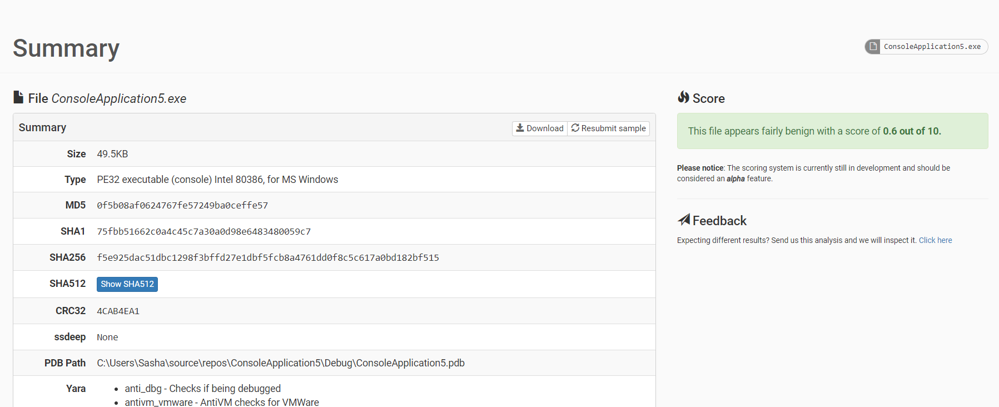 Summary
ConsoleApplication5.exe
File ConsoleApplication5.exe
Summary
Download
Resubmit sample
Size 49.5KB
Type PE32 executable (console) Intel 80386, for MS Windows
MD5 0f5b08af0624767fe57249ba0ceffe57
SHA1 75fbb51662c0a4c45c7a30a0d98e6483480059c7
SHA256 f5e925dac51dbc1298f3bffd27e1dbf5fcb8a4761dd0f8c5c617a0bd182bf515
SHA512 Show SHA512
CRC32 4CAB4EA1
ssdeep None
PDB Path C:\Users\Sasha\source\repos\ConsoleApplication5\Debug\ConsoleApplication5.pdb
Yara
• anti_dbg - Checks if being debugged
• antivm_vmware - AntiVM checks for VMWare
Score
This file appears fairly benign with a score of 0.6 out of 10.
Please notice: The scoring system is currently still in development and should be
considered an alpha feature.
Feedback
Expecting different results? Send us this analysis and we will inspect it. Click here